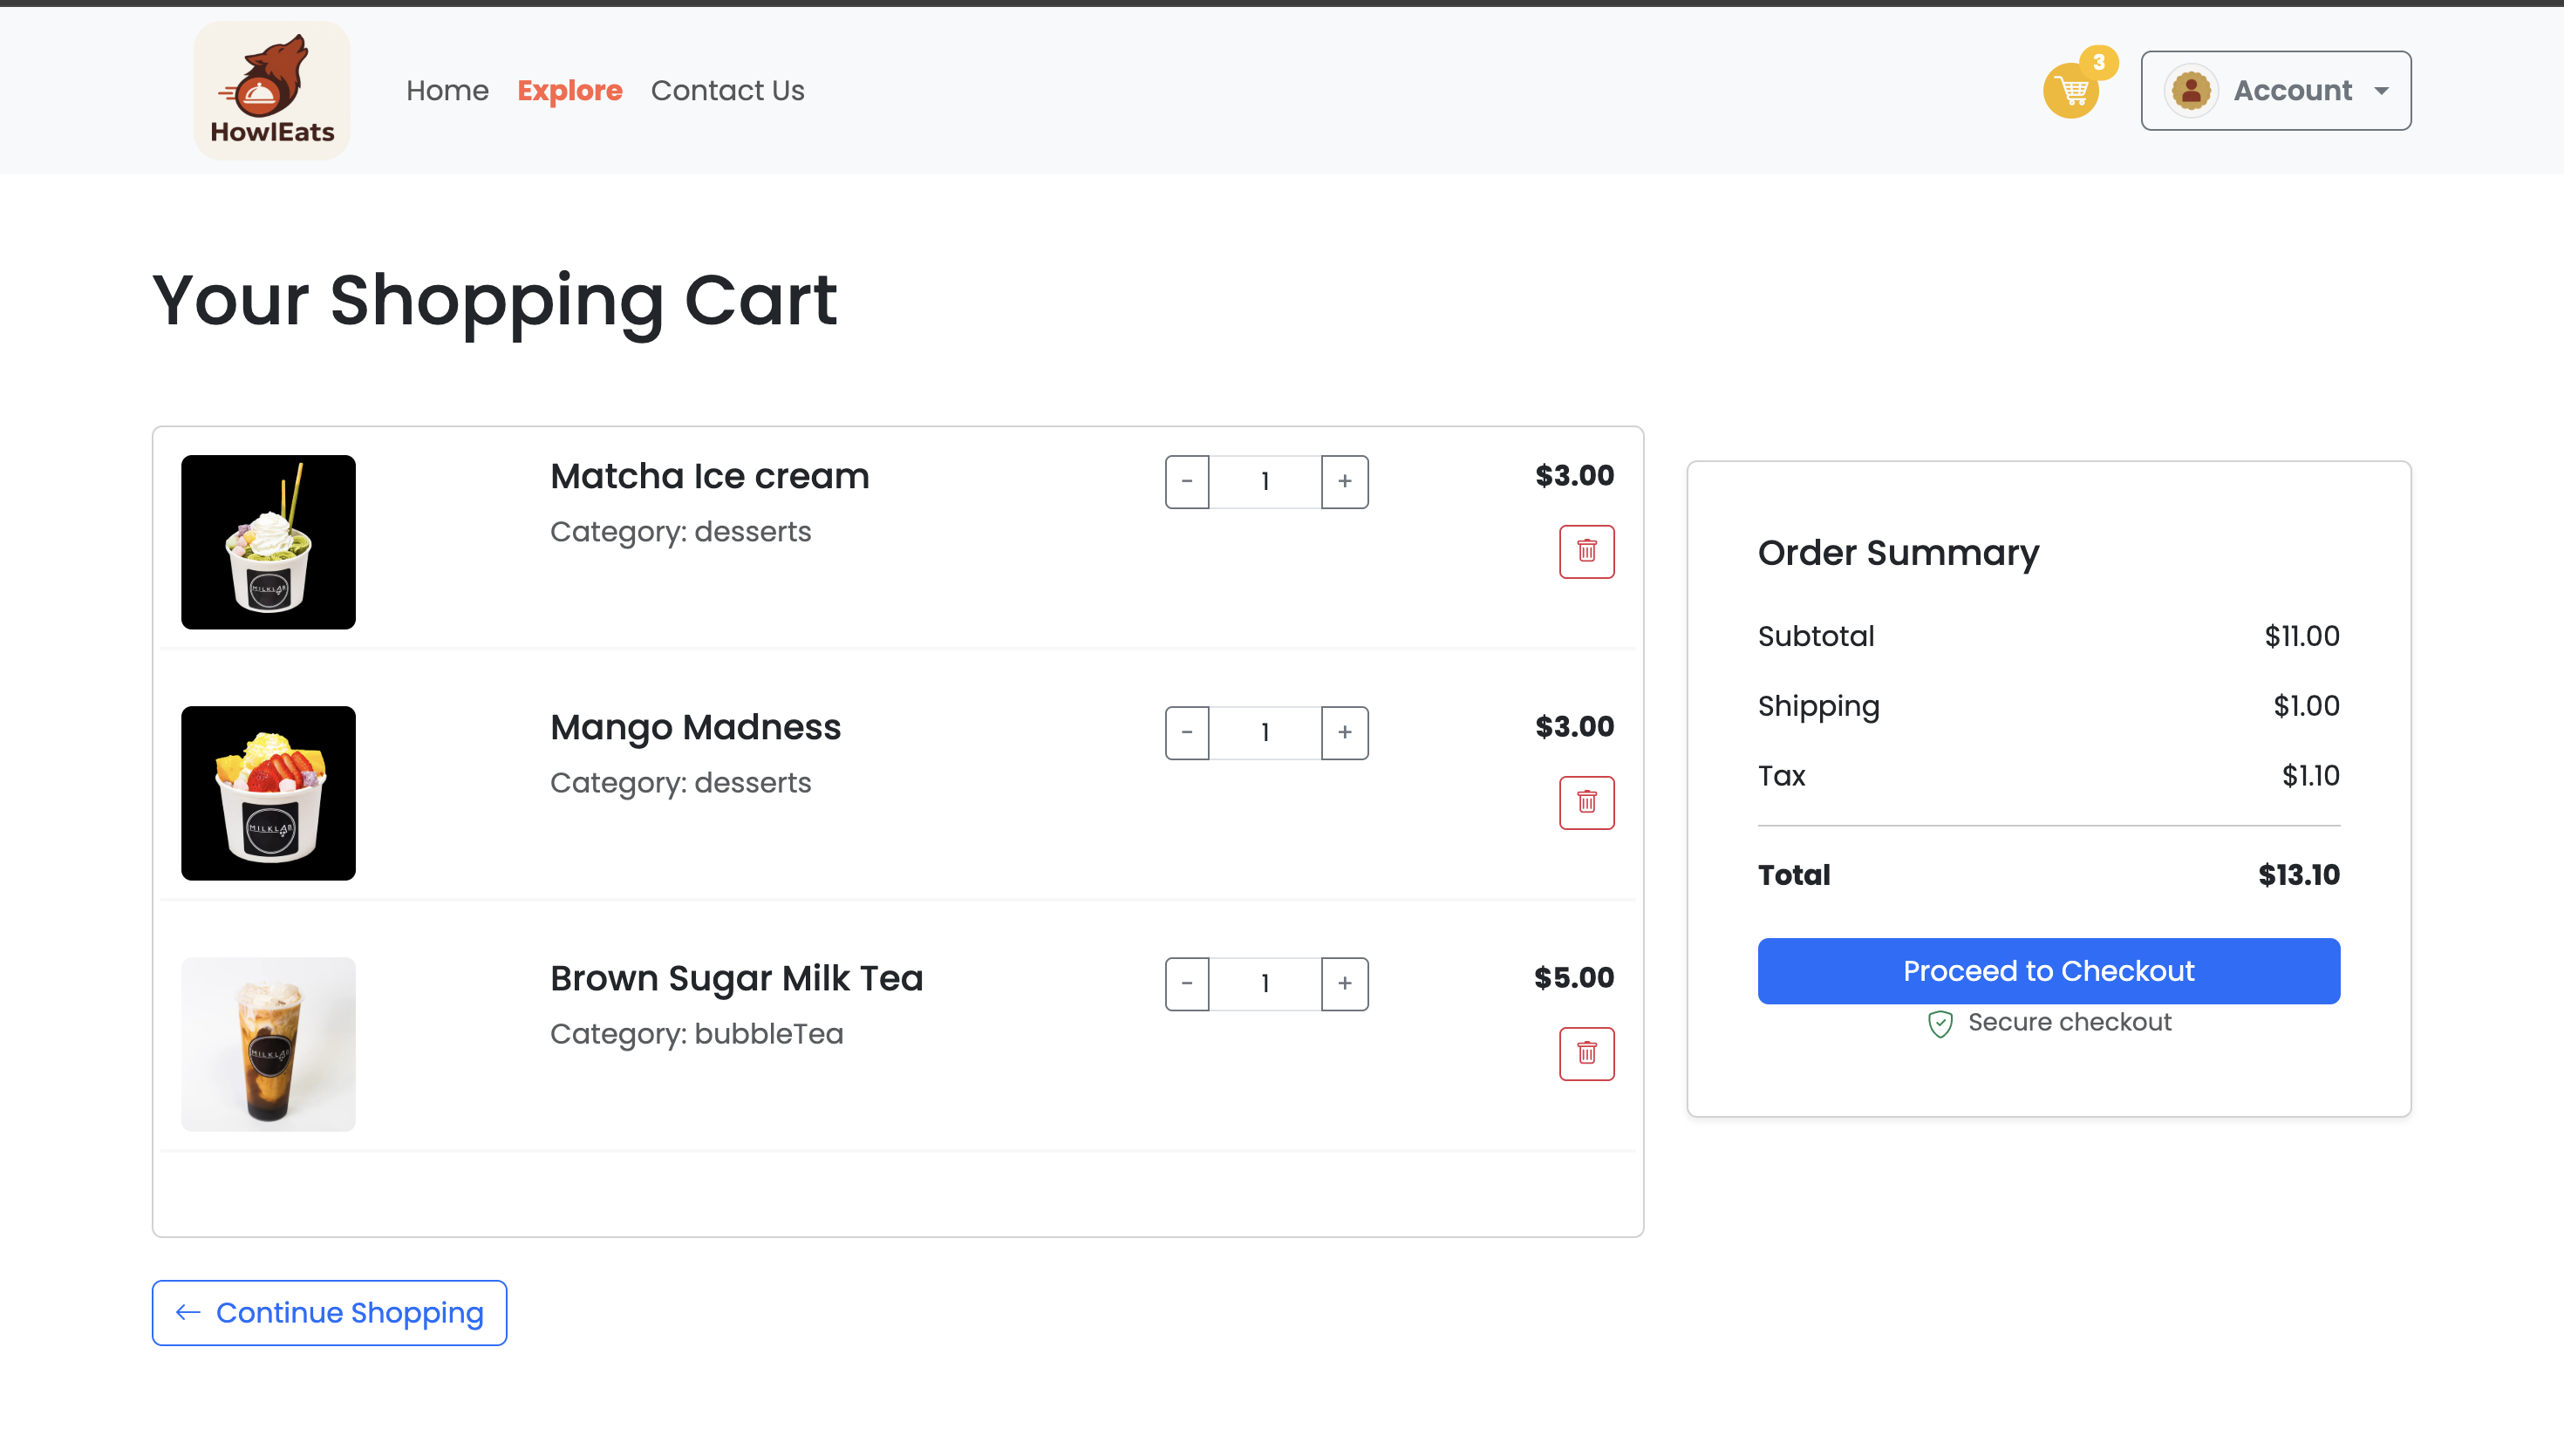 HowlEats
Home Explore Contact Us
3
Account
Your Shopping Cart
Matcha Ice cream
Category: desserts
- 1 +
$3.00
MILKLAB
Mango Madness
Category: desserts
- 1 +
$3.00
MILKLAB
Brown Sugar Milk Tea
Category: bubbleTea
- 1 +
$5.00
MILKLAB
Order Summary
Subtotal $11.00
Shipping $1.00
Tax $1.10
Total $13.10
Proceed to Checkout
Secure checkout
← Continue Shopping